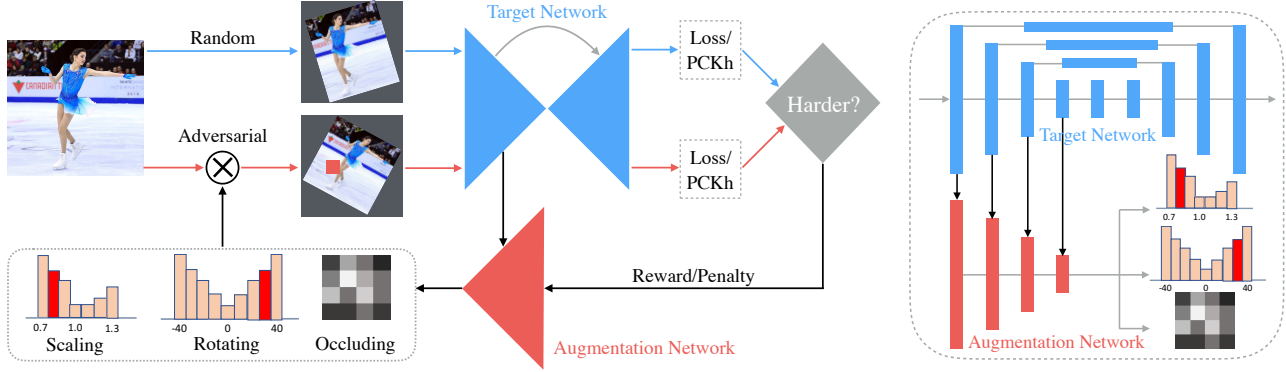 Random
Adversarial
CANADIAN TIRE
Target Network
Loss/
PCKh
Loss/
PCKh
Harder?
Reward/Penalty
Augmentation Network
0.7
1.0
1.3
Scaling
-40
0
40
Rotating
Occluding
Target Network
0.7
1.0
1.3
-40
0
40
Augmentation Network